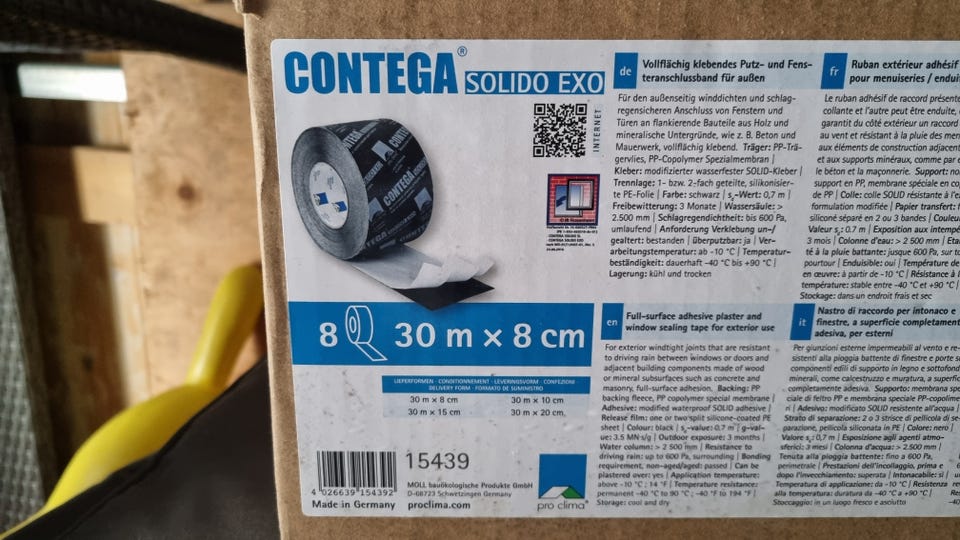 CONTEGA®
SOLIDO EXO
INTERNET
8
30 m × 8 cm
LIEFERFORMEN · CONDITIONNEMENT · LEVERINGSVORM · CONFEZIONI
DELIVERY FORM · FORMATO DE SUMINISTRO
30 m × 8 cm 30 m × 10 cm
30 m × 15 cm 30 m × 20 cm
4 026639 154392
15439
MOLL bauökologische Produkte GmbH
D-68723 Schwetzingen Germany
Made in Germany proclima.com
pro clima
de
Vollflächig klebendes Putz- und Fens-
teranschlussband für außen
Für den außenseitig winddichten und schlag-
regensicheren Anschluss von Fenstern und
Türen an flankierende Bauteile aus Holz und
mineralische Untergründe, wie z. B. Beton und
Mauerwerk, vollflächig klebend. Träger: PP-Trä-
gervlies, PP-Copolymer Spezialmembran |
Kleber: modifizierter wasserfester SOLID-Kleber |
Trennlage: 1- bzw. 2-fach geteilte, silikonisier-
te PE-Folie | Farbe: schwarz | sd-Wert: 0,7 m |
Freibewitterung: 3 Monate | Wassersäule: >
2.500 mm | Schlagregendichtheit: bis 600 Pa,
umlaufend | Anforderung Verklebung un-/
gealtert: bestanden | überputzbar: ja | Ver-
arbeitungstemperatur: ab -10 °C | Temperatur-
beständigkeit: dauerhaft -40 °C bis +90 °C |
Lagerung: kühl und trocken
fr
Ruban extérieur adhésif
pour menuiseries / enduit
Le ruban adhésif de raccord présente
collante et l'autre peut être enduite,
garantit du côté extérieur un raccord
au vent et résistant à la pluie des men
aux éléments de construction adjacent
et aux supports minéraux, comme par e
le béton et la maçonnerie. Support: no
support en PP, membrane spéciale en co
de PP | Colle: colle SOLID résistante à l'e
formulation modifiée | Papier transfert: f
siliconé séparé en 2 ou 3 bandes | Couleu
Valeur sd: 0,7 m | Exposition aux intempé
3 mois | Colonne d'eau: > 2 500 mm | Eta
té à la pluie battante: jusque 600 Pa, sur to
pourtour | Enduisible: oui | Température de
en œuvre: à partir de -10 °C | Résistance à l
température: stable entre -40 °C et +90 °C |
Stockage: dans un endroit frais et sec
en
Full-surface adhesive plaster and
window sealing tape for exterior use
For exterior windtight joints that are resistant
to driving rain between windows or doors and
adjacent building components made of wood
or mineral subsurfaces such as concrete and
masonry, full-surface adhesion. Backing: PP
backing fleece, PP copolymer special membrane |
Adhesive: modified waterproof SOLID adhesive |
Release film: one or two split silicone-coated PE
sheet | Colour: black | sd-value: 0,7 m, g-val-
ue: 3.5 MN·s/g | Outdoor exposure: 3 months |
Water column: > 2 500 mm | Resistance to
driving rain: up to 600 Pa, surrounding | Bonding
requirement, non-aged/aged: passed | Can be
plastered over: yes | Application temperature:
above -10 °C ; 14 °F | Temperature resistance:
permanent -40 °C to 90 °C ; -40 °F to 194 °F |
Storage: cool and dry
it
Nastro di raccordo per intonaco e
finestre, a superficie completament
adesiva, per esterni
Per giunzioni esterne impermeabili al vento e re-
sistenti alla pioggia battente di finestre e porte s
componenti edili di supporto in legno e sottofond
minerali, come calcestruzzo e muratura, a superfic
completamente adesiva. Supporto: membrana spe
ciale di feltro PP e membrana speciale PP-copolime
ri | Adesivo: modificato SOLID resistente all'acqua |
Strato di separazione: 2 o 3 strisce di pellicola di se
parazione, pellicola siliconata in PE | Colore: nero |
Valore sd: 0,7 m | Esposizione agli agenti atmo-
sferici: 3 mesi | Colonna d'acqua: > 2.500 mm |
Tenuta alla pioggia battente: fino a 600 Pa,
perimetrale | Prestazioni dell'incollaggio, prima e
dopo l'invecchiamento: superata | Intonacabile: sì |
Temperatura di applicazione: da -10 °C | Resistenza
alla temperatura: duratura da -40 °C a +90 °C |
Stoccaggio: in un luogo fresco e asciutto